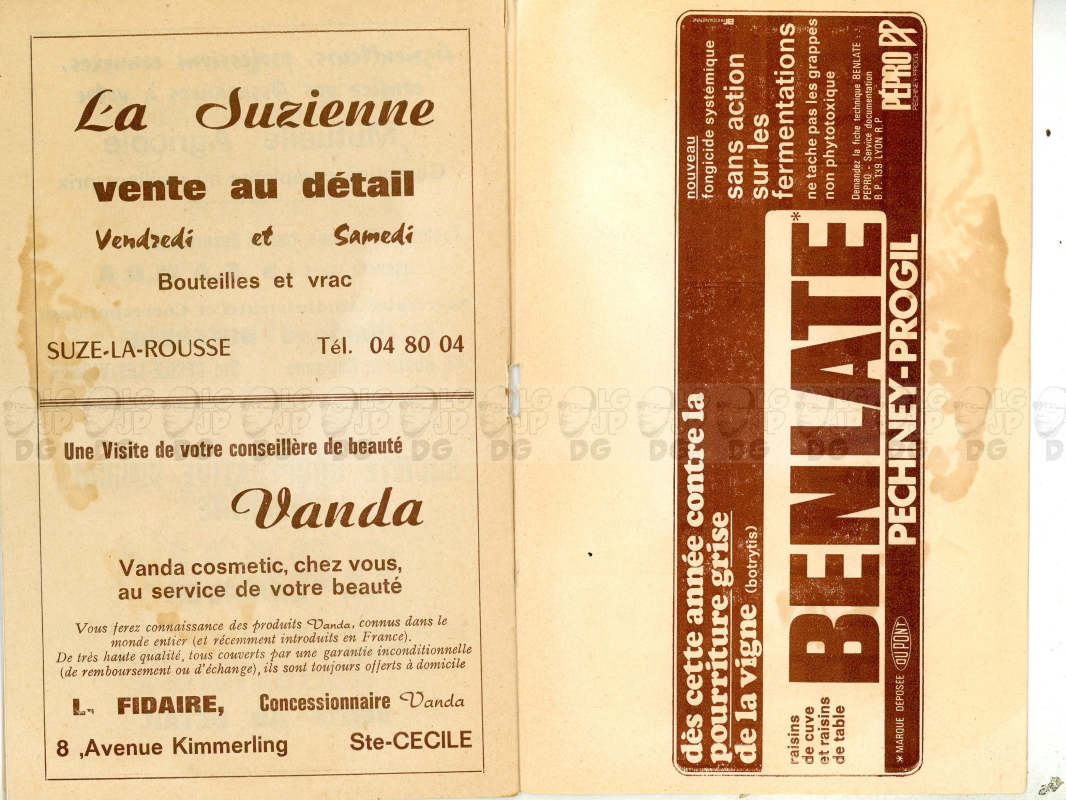 La Suzienne
vente au détail
Vendredi et Samedi
Bouteilles et vrac
SUZE-LA-ROUSSE Tél. 04 80 04
Une Visite de votre conseillère de beauté
Vanda
Vanda cosmetic, chez vous,
au service de votre beauté
Vous ferez connaissance des produits Vanda, connus dans le
monde entier (et récemment introduits en France).
De très haute qualité, tous couverts par une garantie inconditionnelle
(de remboursement ou d'échange), ils sont toujours offerts à domicile
L. FIDAIRE, Concessionnaire Vanda
8 ,Avenue Kimmerling Ste-CECILE
dès cette année contre la
pourriture grise
de la vigne (botrytis)
nouveau
fongicide systémique
sans action
sur les
fermentations
ne tache pas les grappes
non phytotoxique
Demandez la fiche technique BENLATE :
PEPRO - Service documentation
B.P. 139 LYON R.P.
PEPRO PP
PECHINEY-PROGIL
raisins
de cuve
et raisins
de table
BENLATE*
PECHINEY-PROGIL
* MARQUE DEPOSEE DU PONT
LG JP DG